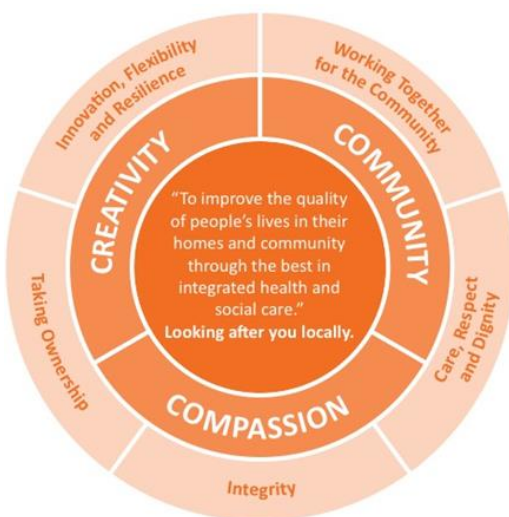 Innovation, Flexibility
and Resilience
Working Together
for the Community
CREATIVITY
COMMUNITY
“To improve the quality
of people’s lives in their
homes and community
through the best in
integrated health and
social care.”
Looking after you locally.
Taking Ownership
Care, Respect
and Dignity
COMPASSION
Integrity